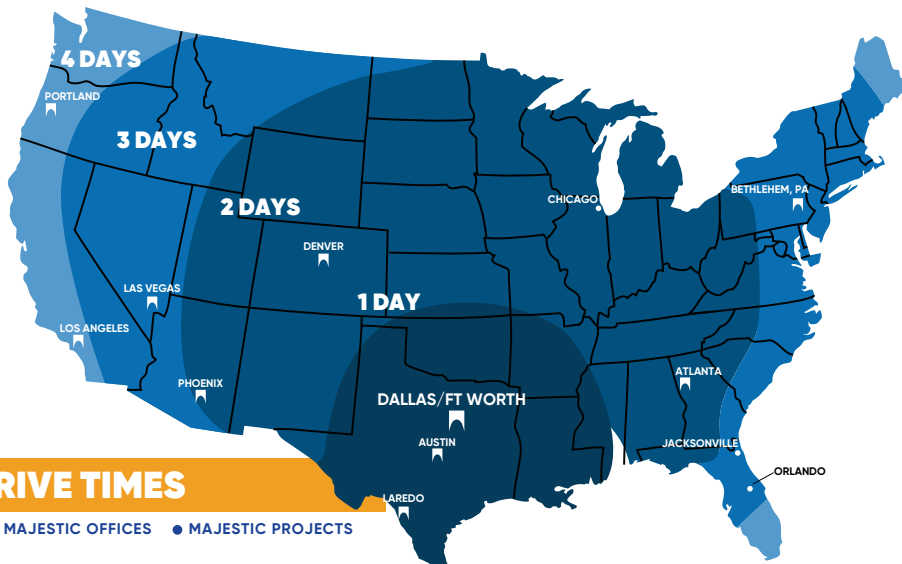 4 DAYS
PORTLAND
3 DAYS
CHICAGO
BETHLEHEM, PA
2 DAYS
DENVER
LAS VEGAS
1 DAY
LOS ANGELES
PHOENIX
ATLANTA
DALLAS/FT WORTH
AUSTIN
JACKSONVILLE
ORLANDO
RIVE TIMES
LAREDO
MAJESTIC OFFICES
MAJESTIC PROJECTS